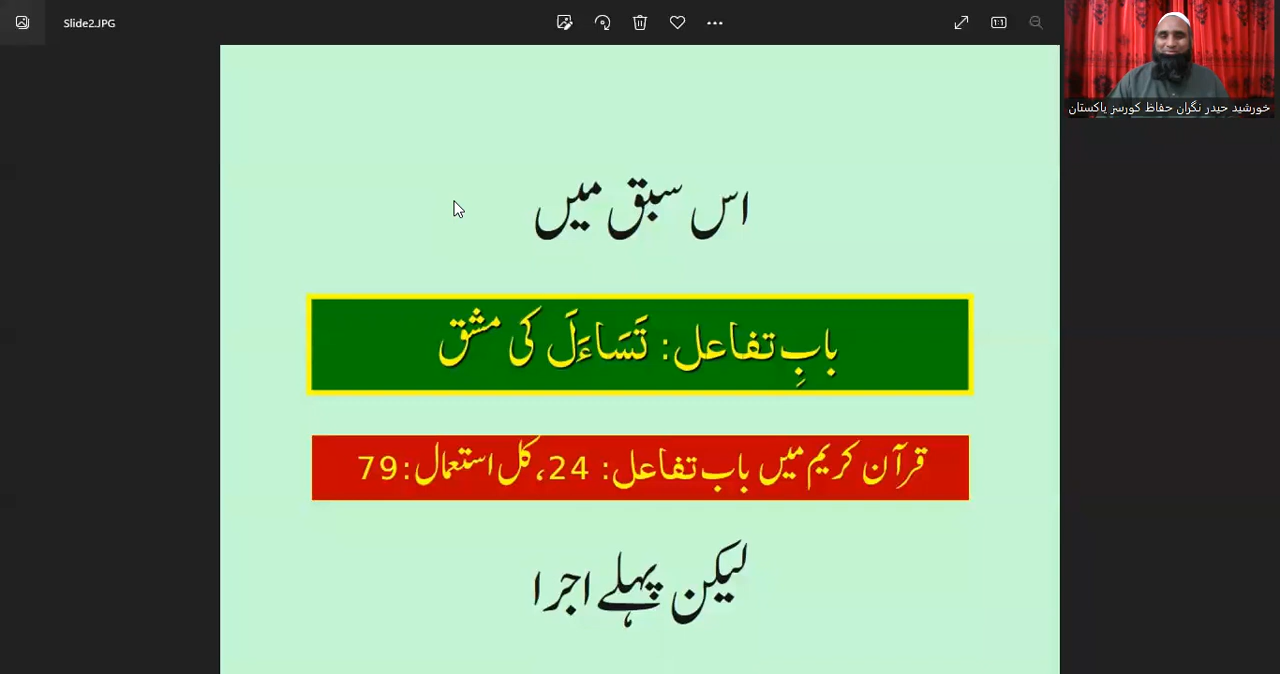 Slide2.JPG
خورشید حیدر نگران حفاظ کورسز پاکستان
اس سبق میں
بابِ تفاعل: تَسَاءَلَ کی مشق
قرآن کریم میں باب تفاعل: 24، کل استعمال: 79
لیکن پہلے اجرا